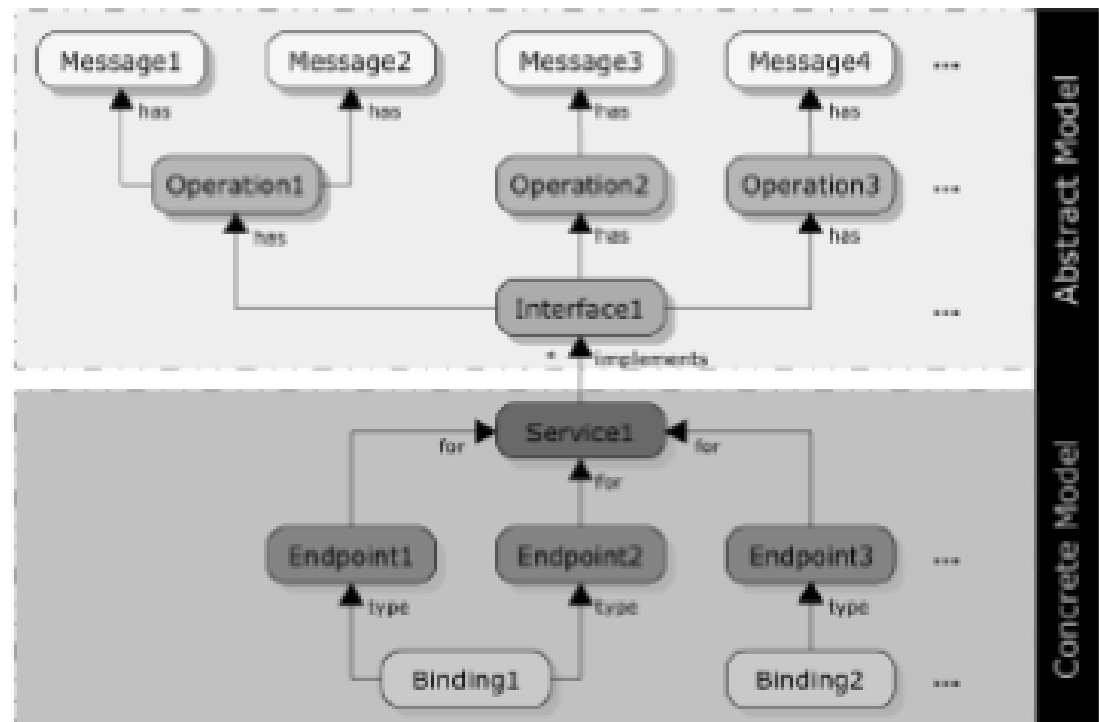 Message1 Message2 Message3 Message4 ...
has has has has
Operation1 Operation2 Operation3 ...
has has has
Interface1 ...
* implements
Service1
for for
for
Endpoint1 Endpoint2 Endpoint3 ...
type type type
Binding1 Binding2 ...
Abstract Model
Concrete Model